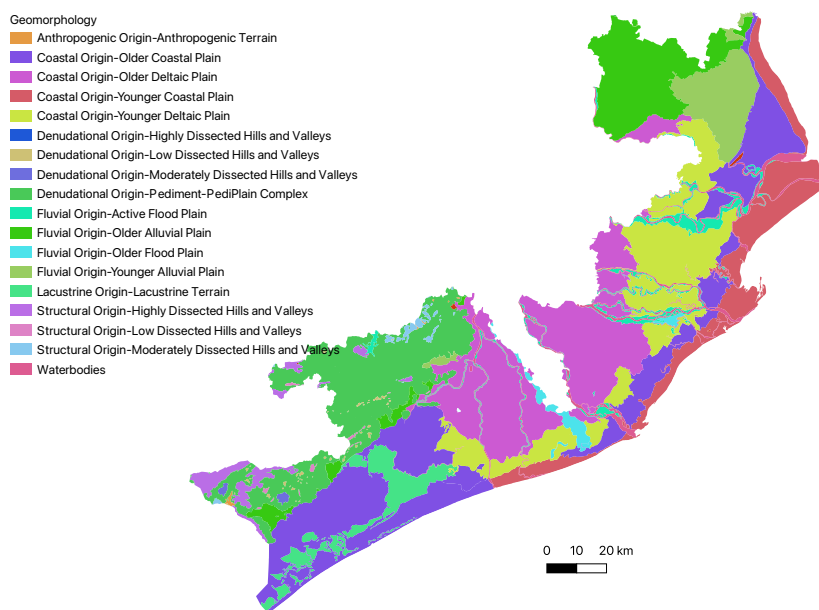 Geomorphology
Anthropogenic Origin-Anthropogenic Terrain
Coastal Origin-Older Coastal Plain
Coastal Origin-Older Deltaic Plain
Coastal Origin-Younger Coastal Plain
Coastal Origin-Younger Deltaic Plain
Denudational Origin-Highly Dissected Hills and Valleys
Denudational Origin-Low Dissected Hills and Valleys
Denudational Origin-Moderately Dissected Hills and Valleys
Denudational Origin-Pediment-PediPlain Complex
Fluvial Origin-Active Flood Plain
Fluvial Origin-Older Alluvial Plain
Fluvial Origin-Older Flood Plain
Fluvial Origin-Younger Alluvial Plain
Lacustrine Origin-Lacustrine Terrain
Structural Origin-Highly Dissected Hills and Valleys
Structural Origin-Low Dissected Hills and Valleys
Structural Origin-Moderately Dissected Hills and Valleys
Waterbodies
0 10 20 km